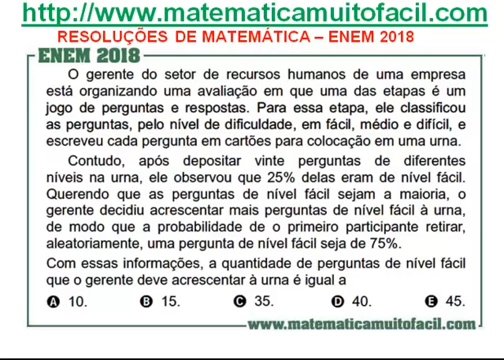 http://www.matematicamuitofacil.com
RESOLUÇÕES DE MATEMÁTICA – ENEM 2018
ENEM 2018
O gerente do setor de recursos humanos de uma empresa
está organizando uma avaliação em que uma das etapas é um
jogo de perguntas e respostas. Para essa etapa, ele classificou
as perguntas, pelo nível de dificuldade, em fácil, médio e difícil, e
escreveu cada pergunta em cartões para colocação em uma urna.
Contudo, após depositar vinte perguntas de diferentes
níveis na urna, ele observou que 25% delas eram de nível fácil.
Querendo que as perguntas de nível fácil sejam a maioria, o
gerente decidiu acrescentar mais perguntas de nível fácil à urna,
de modo que a probabilidade de o primeiro participante retirar,
aleatoriamente, uma pergunta de nível fácil seja de 75%.
Com essas informações, a quantidade de perguntas de nível fácil
que o gerente deve acrescentar à urna é igual a
A 10. B 15. C 35. D 40. E 45.
www.matematicamuitofacil.com